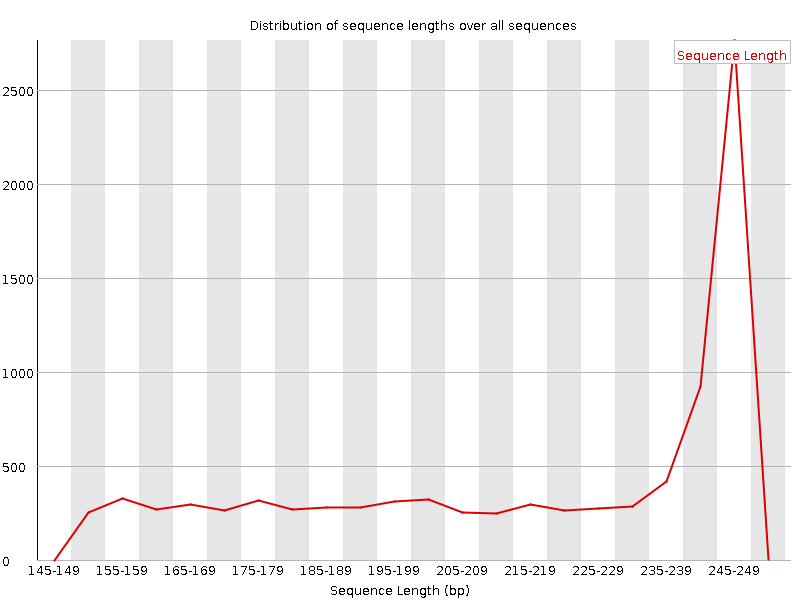 Distribution of sequence lengths over all sequences
Sequence Length
2500
2000
1500
1000
500
0
145-149 155-159 165-169 175-179 185-189 195-199 205-209 215-219 225-229 235-239 245-249
Sequence Length (bp)